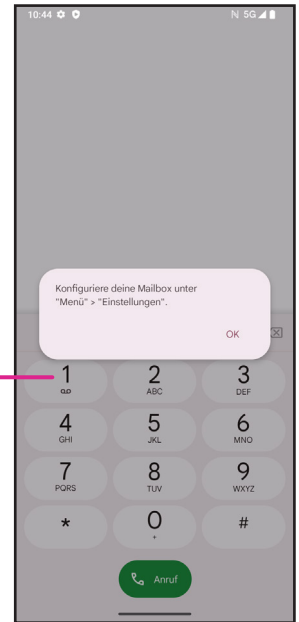 10:44 N 5G
Konfiguriere deine Mailbox unter
"Menü" > "Einstellungen".
OK
1 2 3
ABC DEF
4 5 6
GHI JKL MNO
7 8 9
PQRS TUV WXYZ
* 0 #
+
Anruf